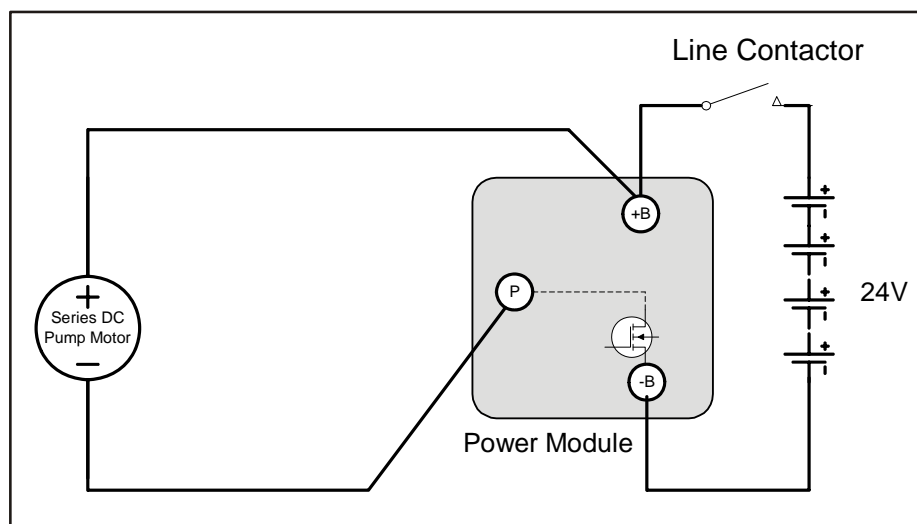 Line Contactor
+B
P
24V
+
Series DC
Pump Motor
−
-B
Power Module
+
+
+
+